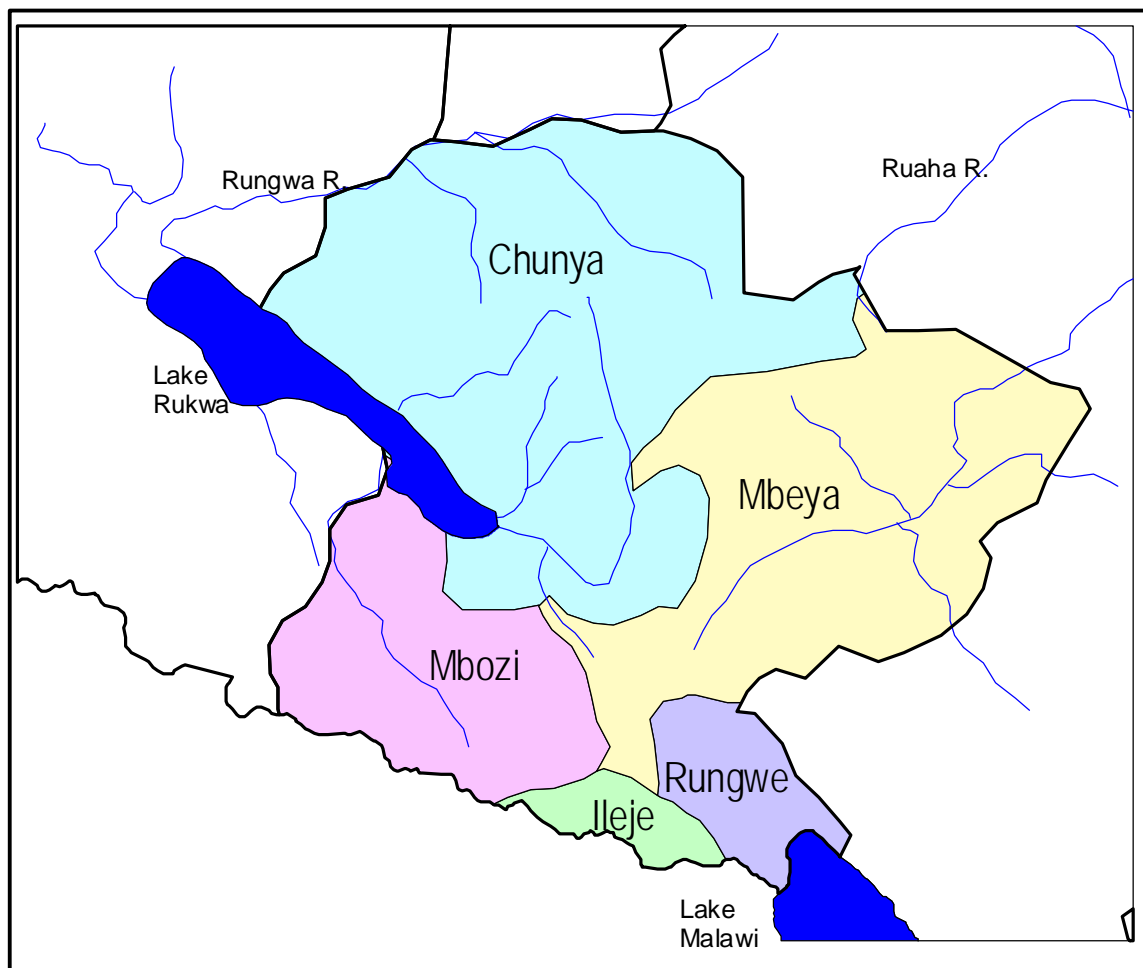 Ruaha R.
Rungwa R.
Chunya
Lake
Rukwa
Mbeya
Mbozi
Rungwe
Ileje
Lake
Malawi